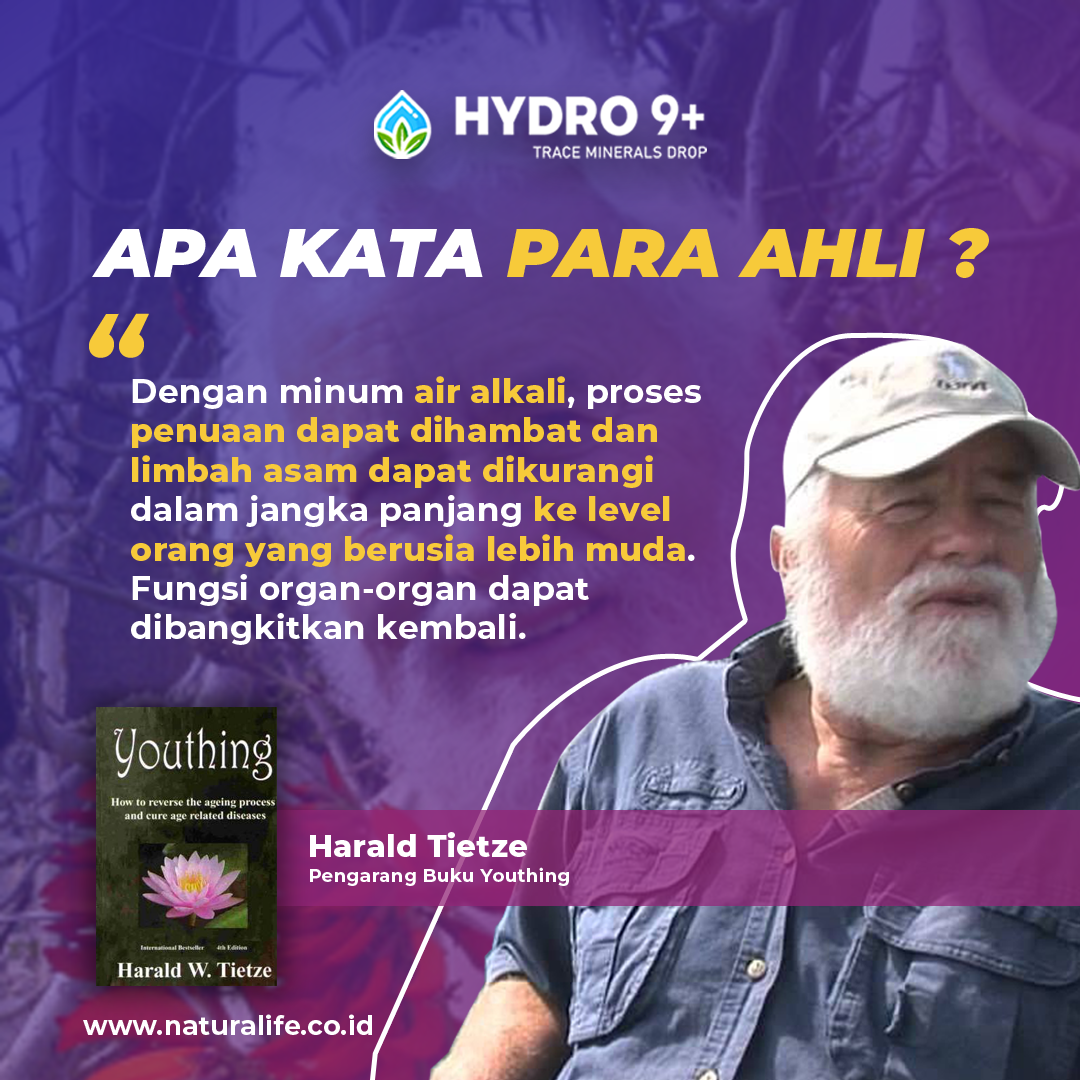 HYDRO 9+
TRACE MINERALS DROP
APA KATA PARA AHLI ?
“
Dengan minum air alkali, proses
penuaan dapat dihambat dan
limbah asam dapat dikurangi
dalam jangka panjang ke level
orang yang berusia lebih muda.
Fungsi organ-organ dapat
dibangkitkan kembali.
Youthing
How to reverse the ageing process
and cure age related diseases
International Bestseller 4th Edition
Harald W. Tietze
Harald Tietze
Pengarang Buku Youthing
www.naturalife.co.id